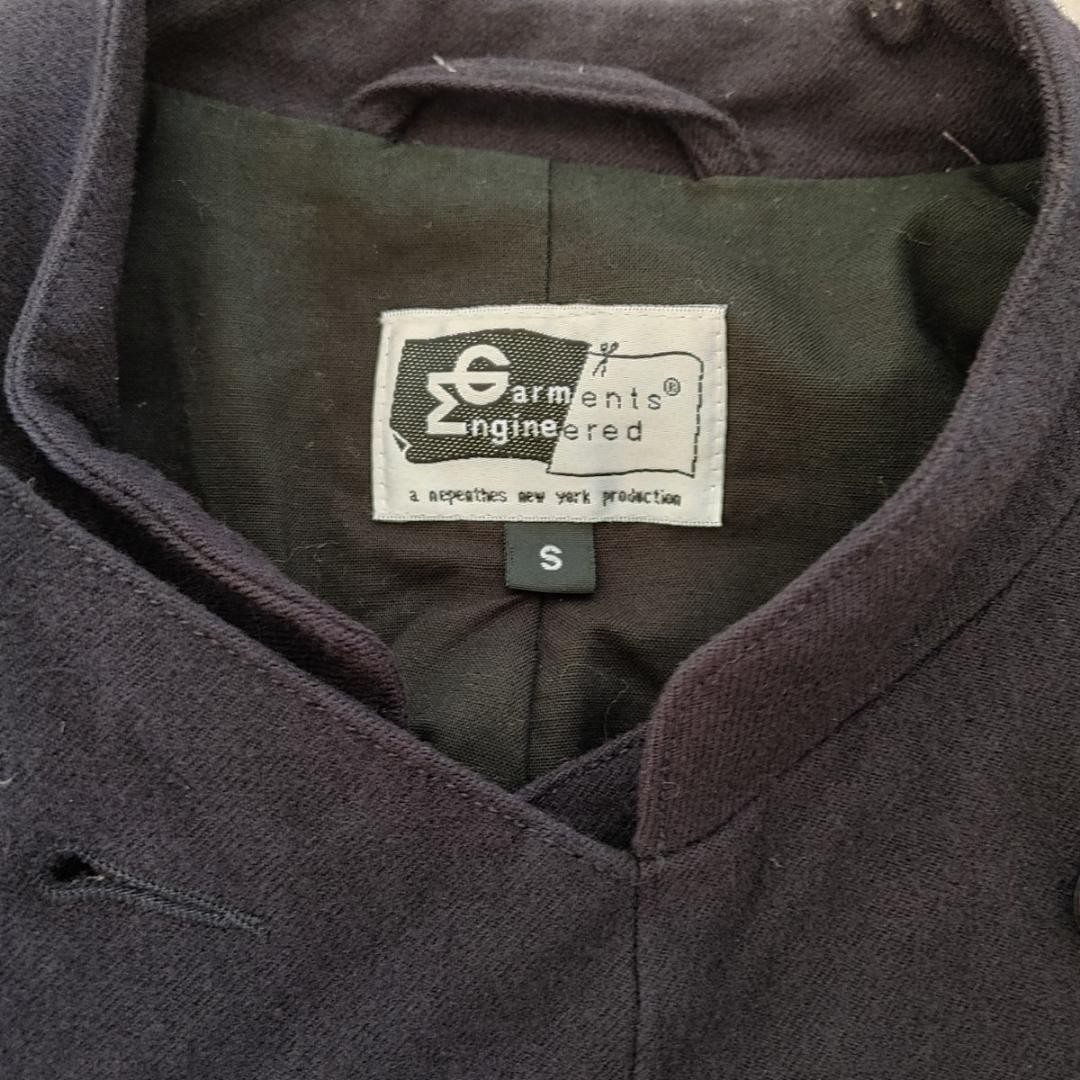 Garments®
Engineered
a nepenthes new york production
S